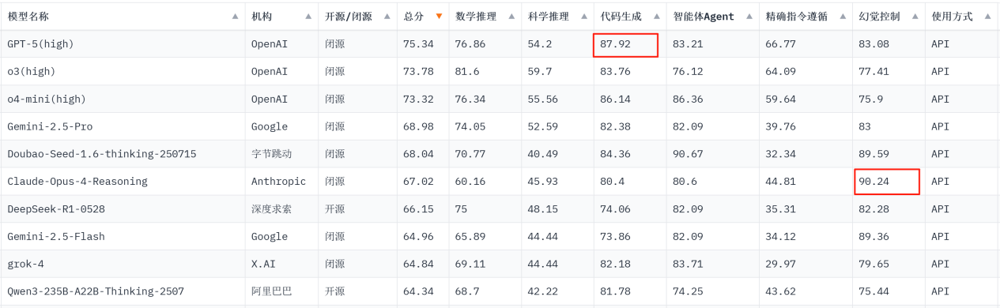 模型名称 机构 开源/闭源 总分 数学推理 科学推理 代码生成 智能体Agent 精确指令遵循 幻觉控制 使用方式
GPT-5(high) OpenAI 闭源 75.34 76.86 54.2 87.92 83.21 66.77 83.08 API
o3(high) OpenAI 闭源 73.78 81.6 59.7 83.76 76.12 64.09 77.41 API
o4-mini(high) OpenAI 闭源 73.32 76.34 55.56 86.14 86.36 59.64 75.9 API
Gemini-2.5-Pro Google 闭源 68.98 74.05 52.59 82.38 82.09 39.76 83 API
Doubao-Seed-1.6-thinking-250715 字节跳动 闭源 68.04 70.77 40.49 84.36 90.67 32.34 89.59 API
Claude-Opus-4-Reasoning Anthropic 闭源 67.02 60.16 45.93 80.4 80.6 44.81 90.24 API
DeepSeek-R1-0528 深度求索 开源 66.15 75 48.15 74.06 82.09 35.31 82.28 API
Gemini-2.5-Flash Google 闭源 64.96 65.89 44.44 73.86 82.09 34.12 89.36 API
grok-4 X.AI 闭源 64.84 69.11 44.44 82.18 83.71 29.97 79.65 API
Qwen3-235B-A22B-Thinking-2507 阿里巴巴 开源 64.34 68.7 42.22 81.78 74.25 43.62 75.44 API